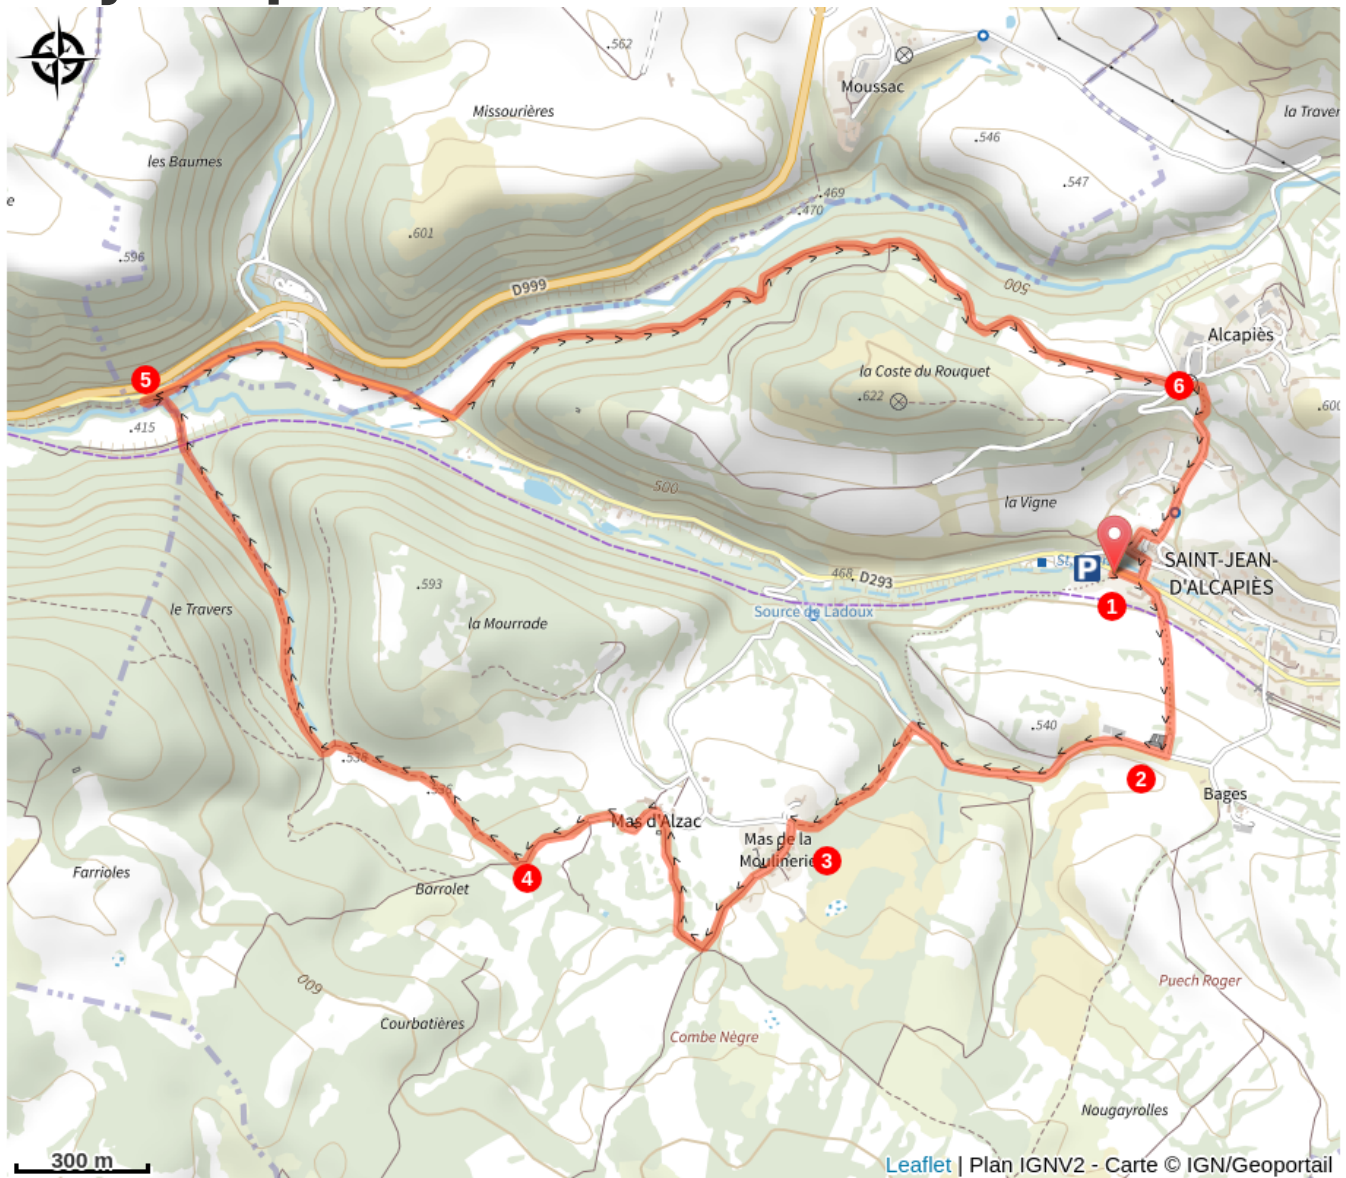 .562
Moussac
Missourières
la Traver
.546
les Baumes
.547
.469
.470
e
.601
.596
D999
500
Alcapiès
5
la Coste du Rouquet
6
.622
.600
.415
500
la Vigne
P
SAINT-JEAN-
D'ALCAPIÈS
468.
D293
.593
le Travers
1
Source de Ladoux
la Mourrade
.540
.538
2
.536
Bages
Mas d'Alzac
Mas de la
Moulinerie
3
Farrioles
4
Borrolet
600
Puech Roger
Courbatières
Combe Nègre
Nougayrolles
300 m
Leaflet | Plan IGNV2 - Carte © IGN/Geoportail